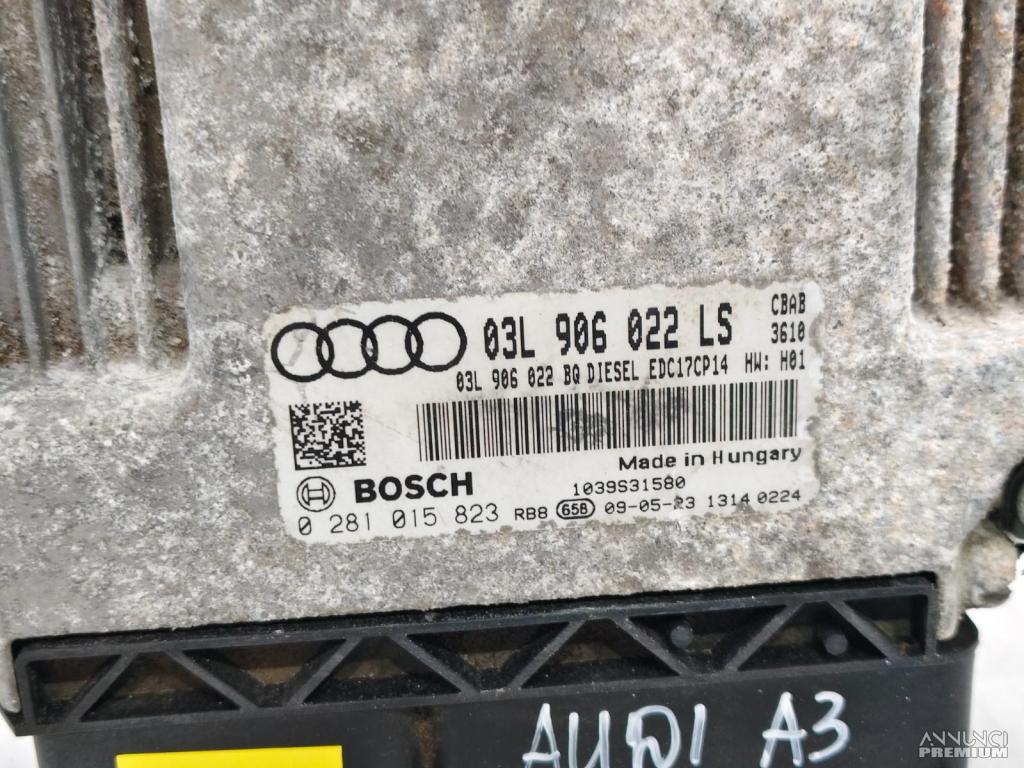 03L 906 022 LS
CBAB
3610
03L 906 022 BQ DIESEL EDC17CP14 HW: H01
Made in Hungary
BOSCH
1039S31580
0 281 015 823 RB8 658 09-05-23 1314 0224
AUDI A3
ANNUNCI
PREMIUM